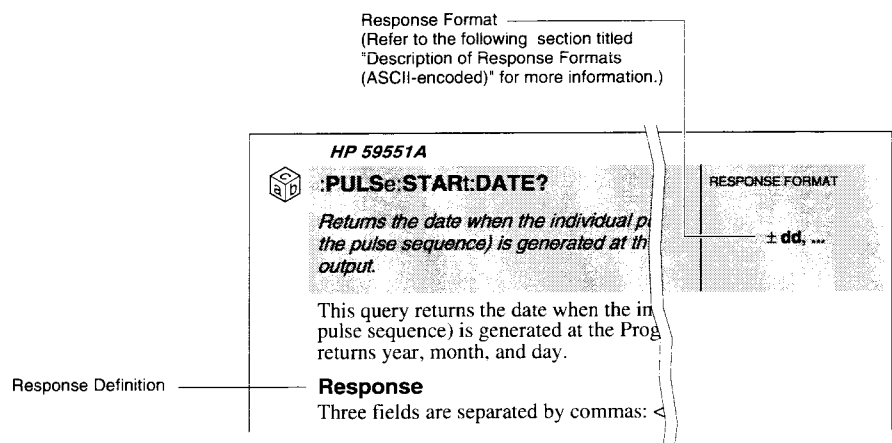 Response Format
(Refer to the following section titled
"Description of Response Formats
(ASCII-encoded)" for more information.)
HP 59551A
:PULSe:STARt:DATE?
RESPONSE FORMAT
Returns the date when the individual
the pulse sequence) is generated at
± dd, ...
output.
This query returns the date when the
pulse sequence) is generated at the
returns year, month, and day.
Response Definition
Response
Three fields are separated by commas: <